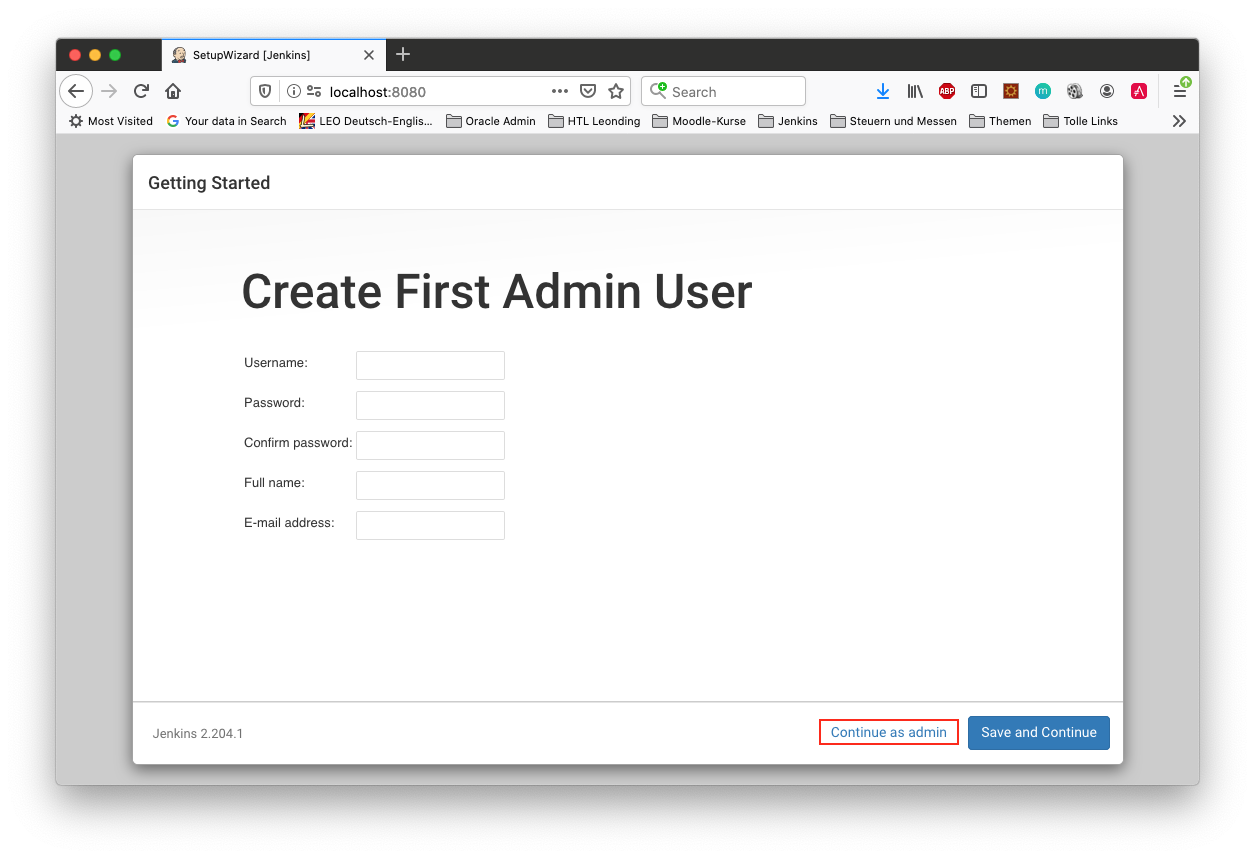 SetupWizard [Jenkins]
localhost:8080
Search
ABP
m
Most Visited
Your data in Search
LEO Deutsch-Englis...
Oracle Admin
HTL Leonding
Moodle-Kurse
Jenkins
Steuern und Messen
Themen
Tolle Links
Getting Started
Create First Admin User
Username:
Password:
Confirm password:
Full name:
E-mail address:
Jenkins 2.204.1
Continue as admin
Save and Continue